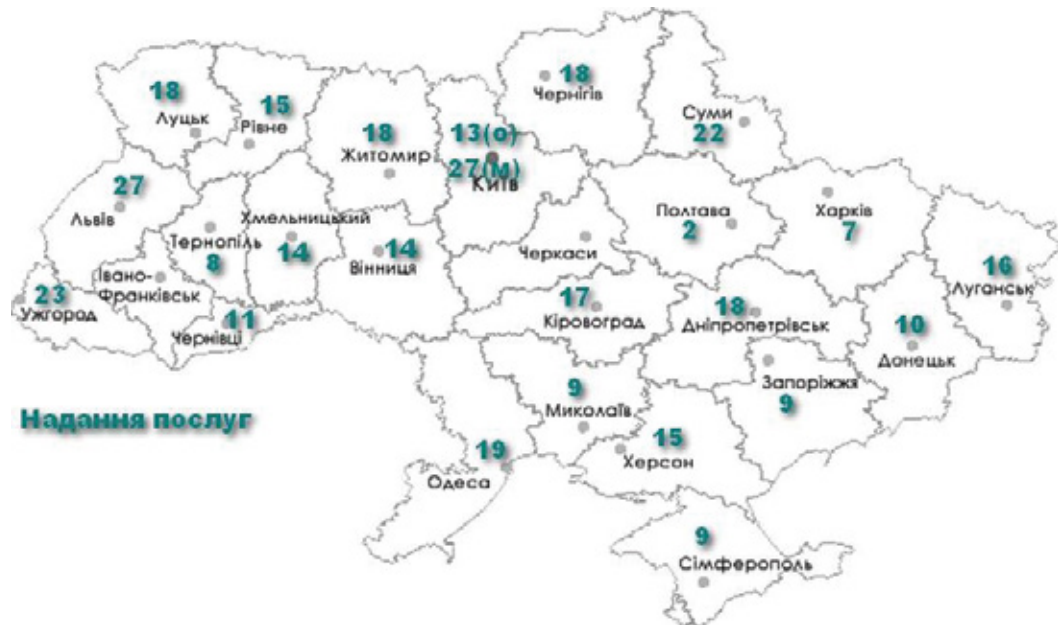 18
Чернігів
18
Луцьк
15
Рівне
18
Житомир
13(о)
27(м)
Київ
Суми
22
27
Львів
Тернопіль
8
Хмельницький
14
14
Вінниця
Черкаси
Полтава
2
Харків
7
Івано-
Франківськ
23
Ужгород
11
Чернівці
17
Кіровоград
18
Дніпропетрівськ
16
Луганськ
10
Донецьк
Запоріжжя
9
9
Миколаїв
Надання послуг
19
Одеса
15
Херсон
9
Сімферополь